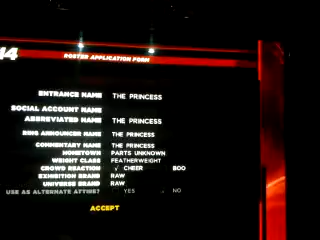 14
ROSTER APPLICATION FORM
ENTRANCE NAME THE PRINCESS
SOCIAL ACCOUNT NAME
ABBREVIATED NAME THE PRINCESS
RING ANNOUNCER NAME THE PRINCESS
COMMENTARY NAME THE PRINCESS
HOMETOWN PARTS UNKNOWN
WEIGHT CLASS FEATHERWEIGHT
CROWD REACTION √ CHEER BOO
EXHIBITION BRAND RAW
UNIVERSE BRAND RAW
USE AS ALTERNATE ATTIRE? YES NO
ACCEPT